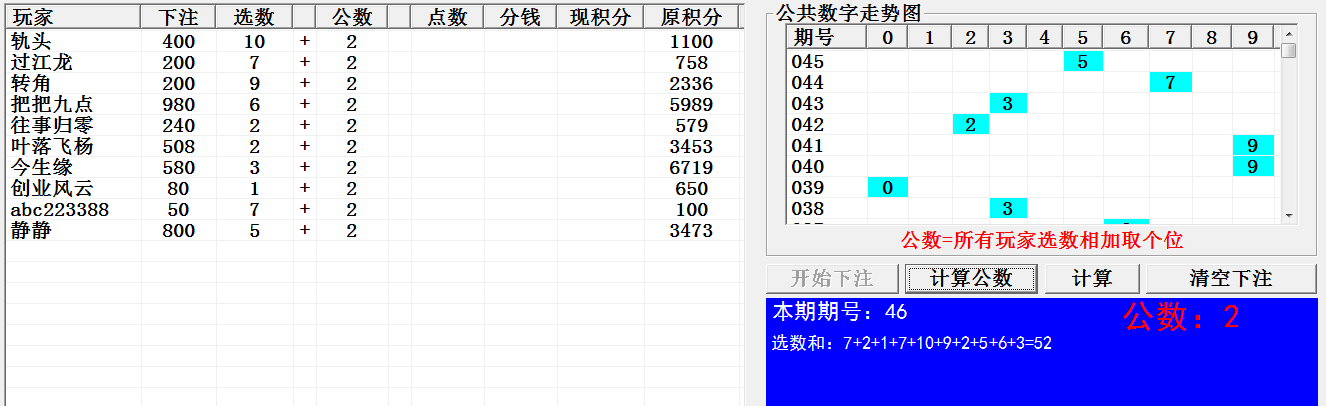 玩家 下注 选数 公数 点数 分钱 现积分 原积分
轨头 400 10 + 2 1100
过江龙 200 7 + 2 758
转角 200 9 + 2 2336
把把九点 980 6 + 2 5989
往事归零 240 2 + 2 579
叶落飞杨 508 2 + 2 3453
今生缘 580 3 + 2 6719
创业风云 80 1 + 2 650
abc223388 50 7 + 2 100
静静 800 5 + 2 3473
公共数字走势图
期号 0 1 2 3 4 5 6 7 8 9
045 5
044 7
043 3
042 2
041 9
040 9
039 0
038 3
公数=所有玩家选数相加取个位
开始下注 计算公数 计算 清空下注
本期期号：46 公数：2
选数和：7+2+1+7+10+9+2+5+6+3=52